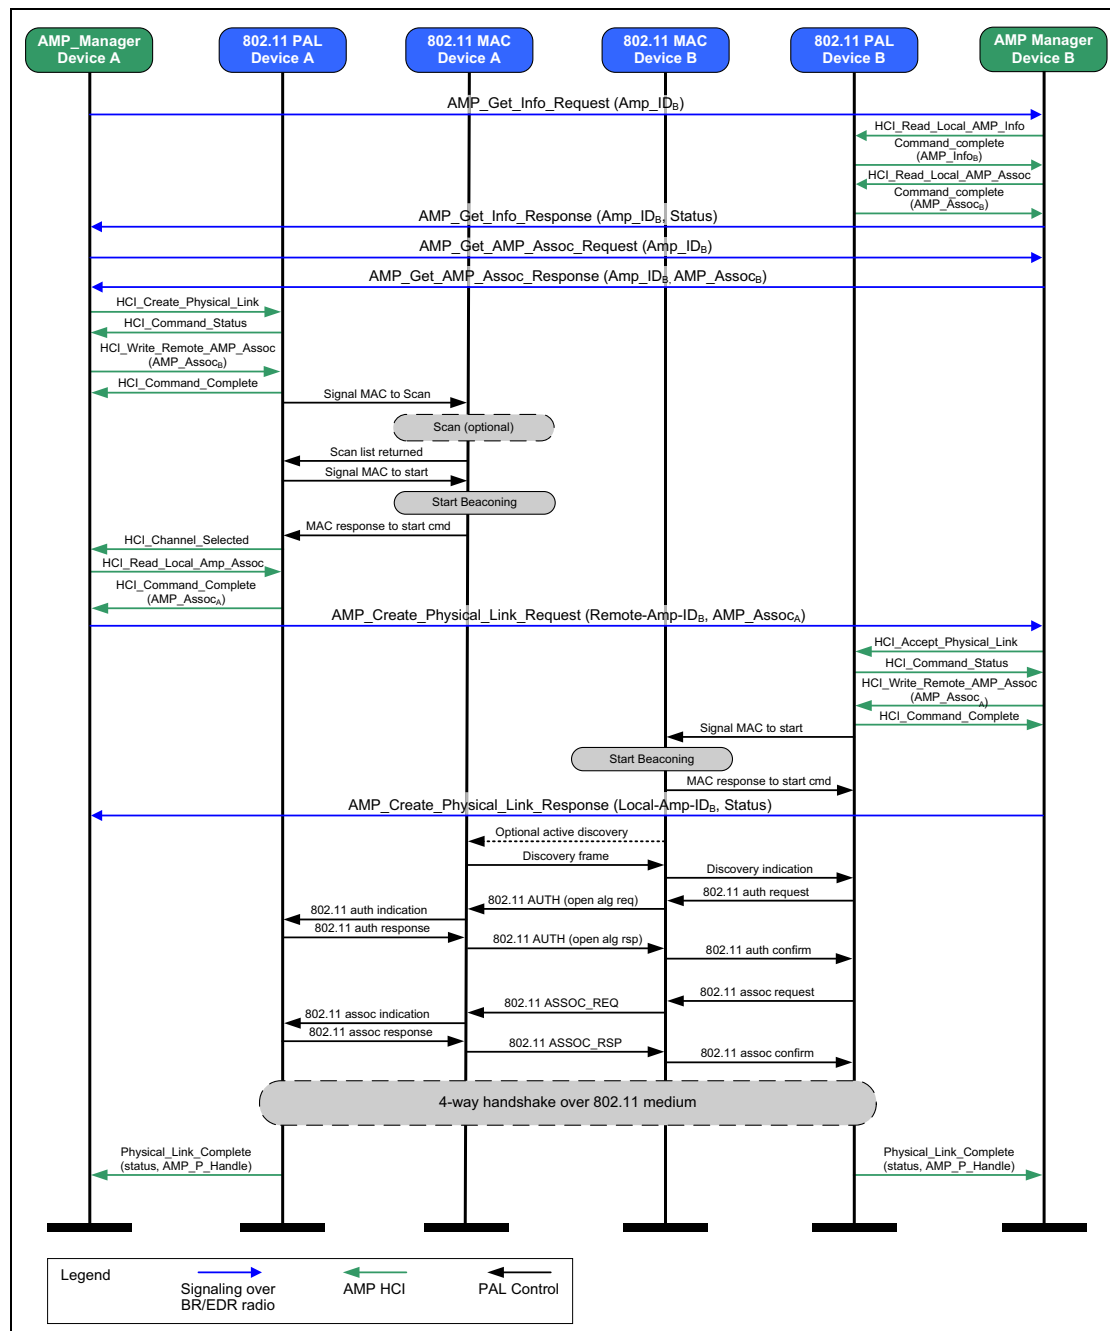 AMP_Manager
Device A
802.11 PAL
Device A
802.11 MAC
Device A
802.11 MAC
Device B
802.11 PAL
Device B
AMP Manager
Device B
AMP_Get_Info_Request (Amp_IDB)
HCI_Read_Local_AMP_Info
Command_complete
(AMP_InfoB)
HCI_Read_Local_AMP_Assoc
Command_complete
(AMP_AssocB)
AMP_Get_Info_Response (Amp_IDB, Status)
AMP_Get_AMP_Assoc_Request (Amp_IDB)
AMP_Get_AMP_Assoc_Response (Amp_IDB, AMP_AssocB)
HCI_Create_Physical_Link
HCI_Command_Status
HCI_Write_Remote_AMP_Assoc
(AMP_AssocB)
HCI_Command_Complete
Signal MAC to Scan
Scan (optional)
Scan list returned
Signal MAC to start
Start Beaconing
MAC response to start cmd
HCI_Channel_Selected
HCI_Read_Local_Amp_Assoc
HCI_Command_Complete
(AMP_AssocA)
AMP_Create_Physical_Link_Request (Remote-Amp-IDB, AMP_AssocA)
HCI_Accept_Physical_Link
HCI_Command_Status
HCI_Write_Remote_AMP_Assoc
(AMP_AssocA)
HCI_Command_Complete
Signal MAC to start
Start Beaconing
MAC response to start cmd
AMP_Create_Physical_Link_Response (Local-Amp-IDB, Status)
Optional active discovery
Discovery frame
Discovery indication
802.11 auth request
802.11 AUTH (open alg req)
802.11 auth indication
802.11 auth response
802.11 AUTH (open alg rsp)
802.11 auth confirm
802.11 assoc request
802.11 ASSOC_REQ
802.11 assoc indication
802.11 assoc response
802.11 ASSOC_RSP
802.11 assoc confirm
4-way handshake over 802.11 medium
Physical_Link_Complete
(status, AMP_P_Handle)
Physical_Link_Complete
(status, AMP_P_Handle)
Legend
Signaling over
BR/EDR radio
AMP HCI
PAL Control